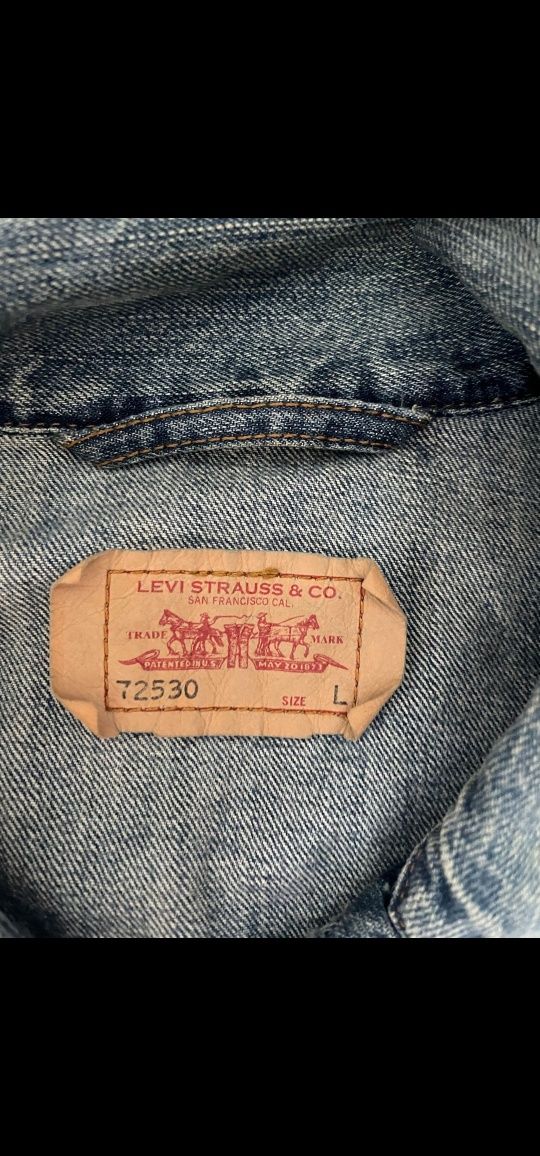 LEVI STRAUSS & CO.
SAN FRANCISCO CAL.
TRADE MARK
PATENTED IN U.S. MAY 20 1873
72530 SIZE L